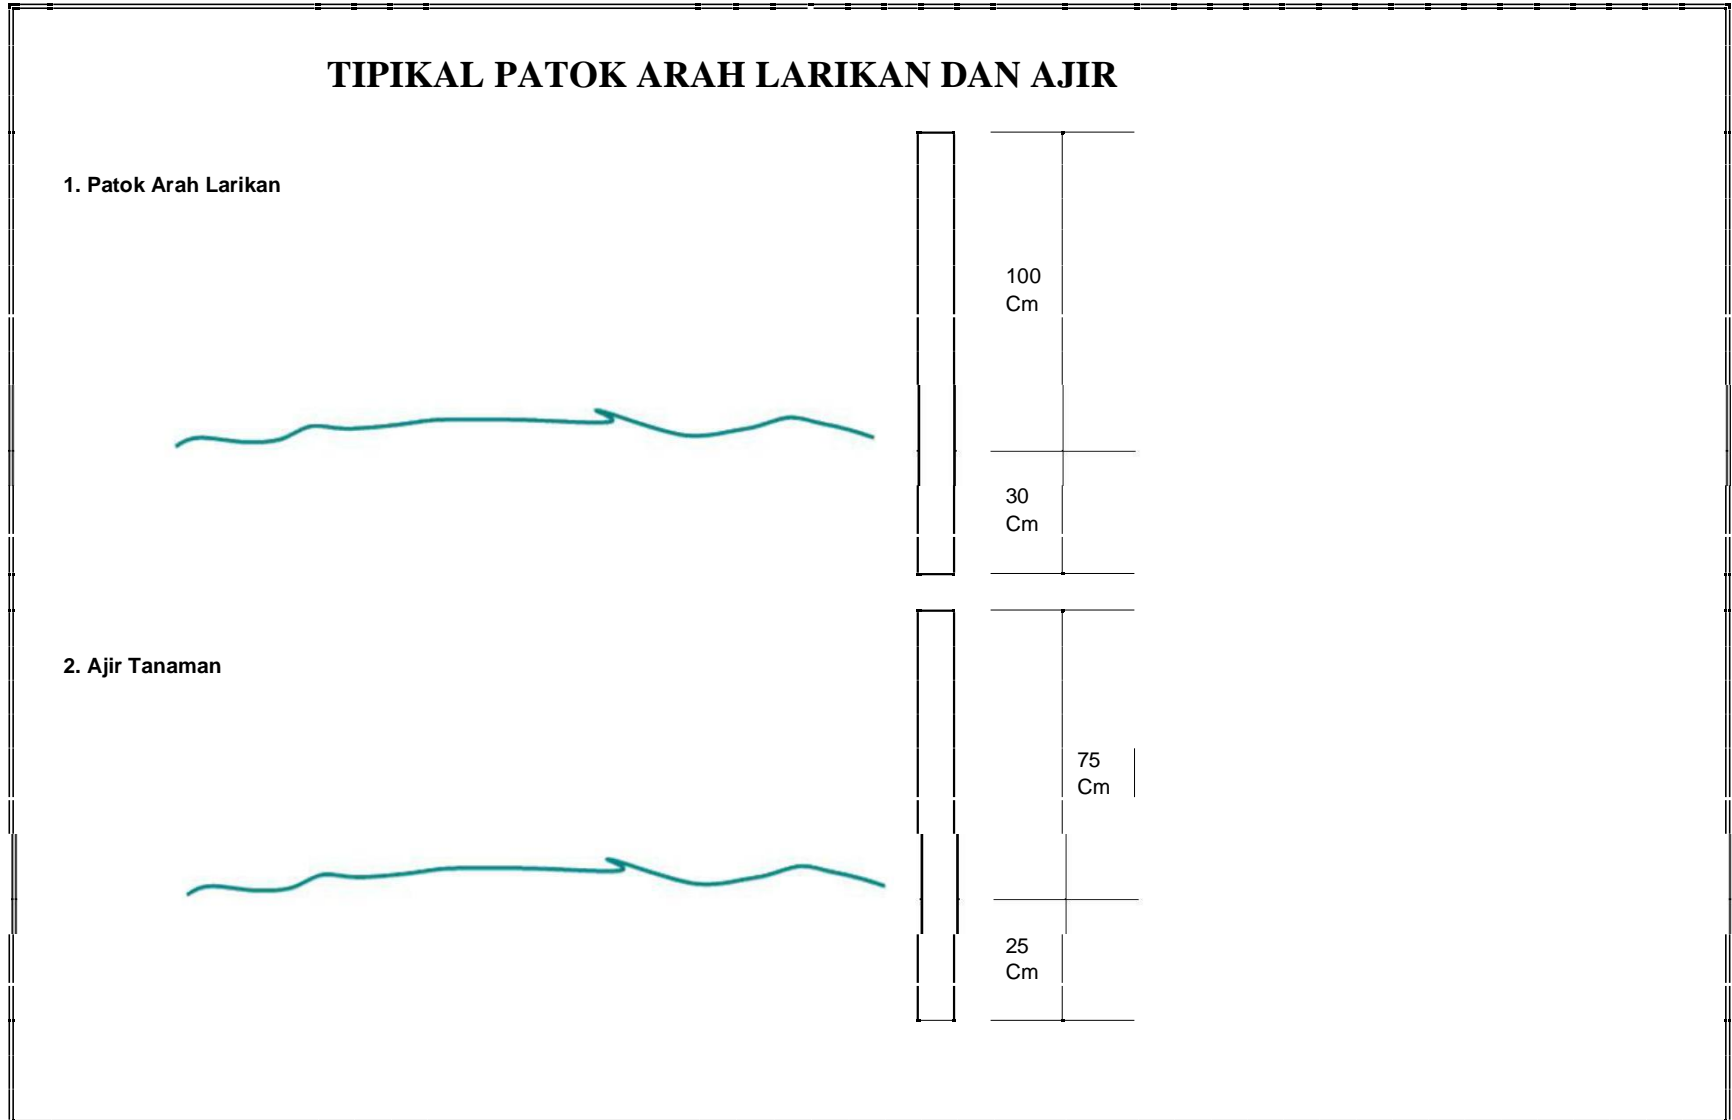 TIPIKAL PATOK ARAH LARIKAN DAN AJIR
1. Patok Arah Larikan
100
Cm
30
Cm
2. Ajir Tanaman
75
Cm
25
Cm